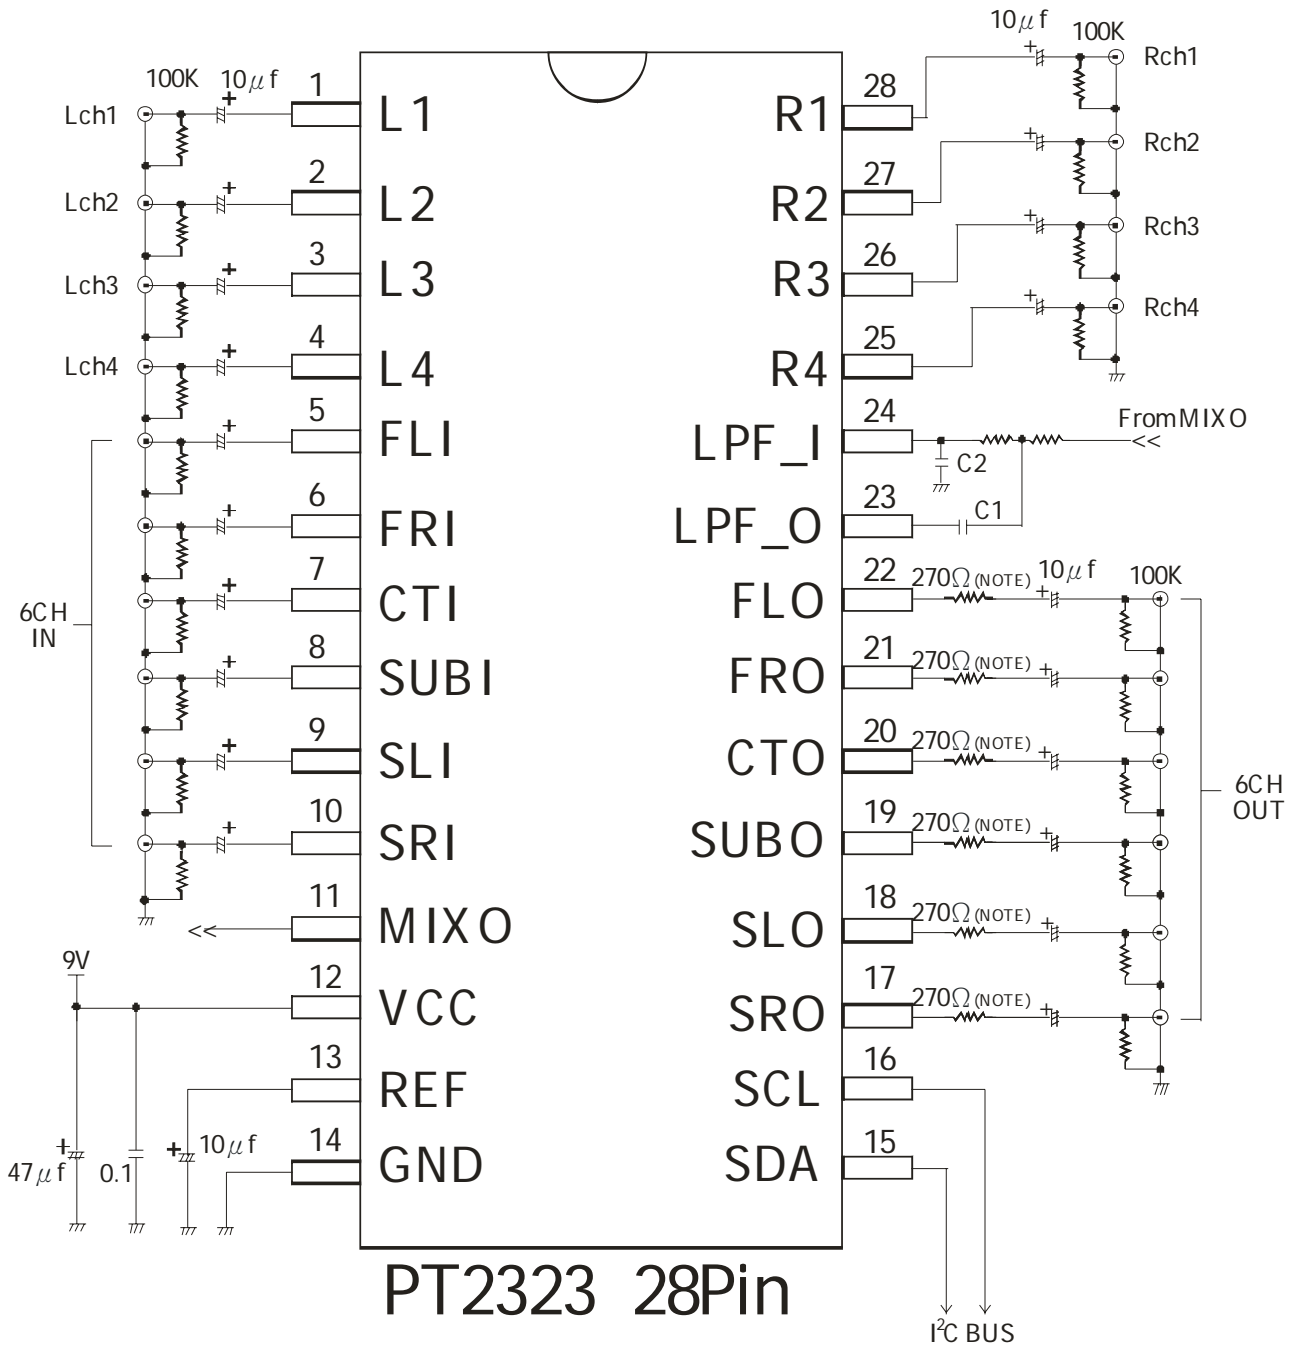 10μf 100K Rch1
100K 10μf 1 28
Lch1 L1 R1
2 27 Rch2
Lch2 L2 R2
3 26 Rch3
Lch3 L3 R3
4 25 Rch4
Lch4 L4 R4
5 24 FromMIXO
FLI LPF_I <<
C2
6 23 C1
FRI LPF_O
7 22 270Ω(NOTE) 10μf 100K
6CH IN CTI FLO
8 21 270Ω(NOTE)
SUBI FRO
9 20 270Ω(NOTE)
SLI CTO
6CH OUT
10 19 270Ω(NOTE)
SRI SUBO
11 18 270Ω(NOTE)
<< MIXO SLO
9V 12 17 270Ω(NOTE)
VCC SRO
13 16
REF SCL
47μf 0.1 10μf 14 15
GND SDA
PT2323 28Pin
I²C BUS